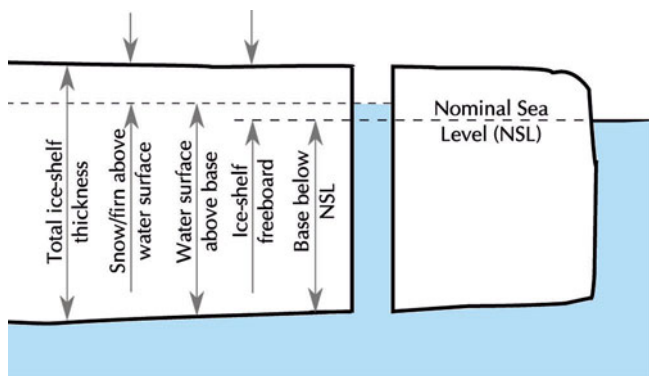 Total ice-shelf
thickness
Snow/firn above
water surface
Water surface
above base
Ice-shelf
freeboard
Base below
NSL
Nominal Sea
Level (NSL)